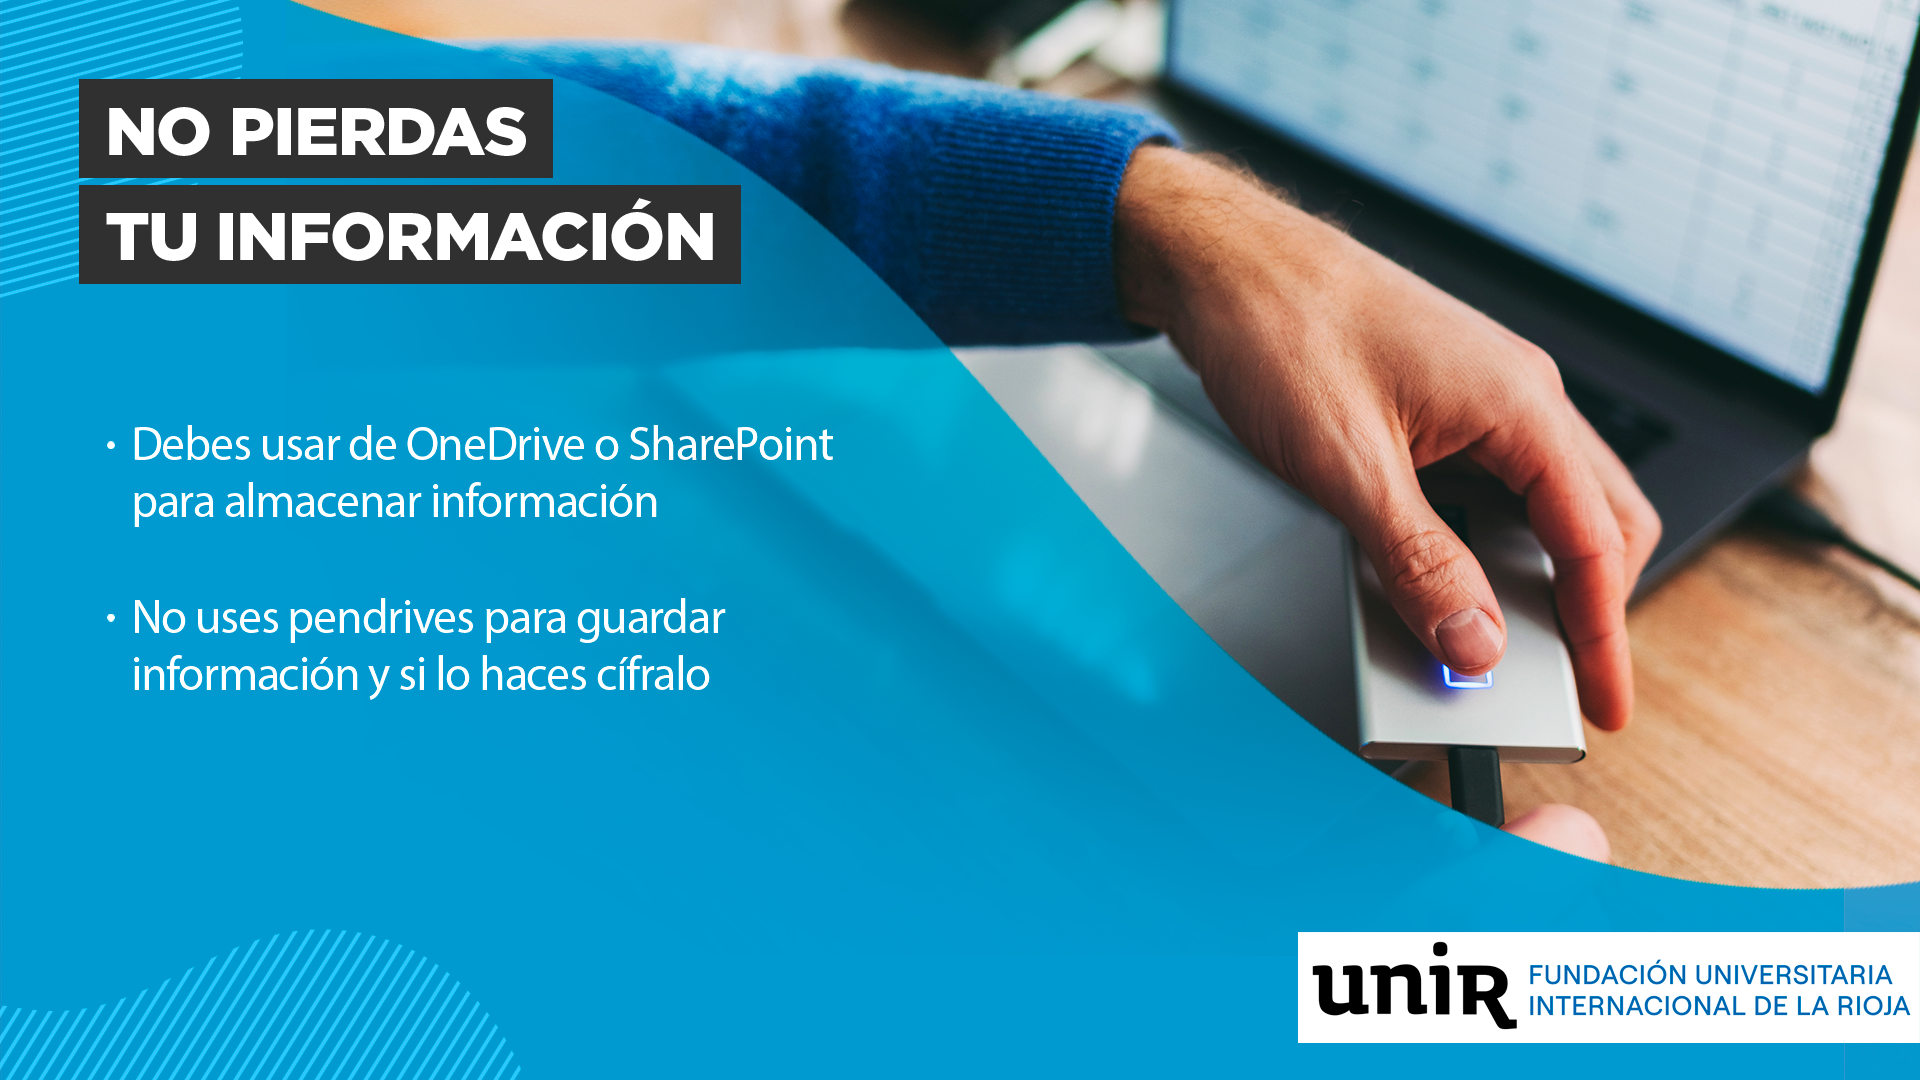 NO PIERDAS
TU INFORMACIÓN
• Debes usar de OneDrive o SharePoint
para almacenar información
• No uses pendrives para guardar
información y si lo haces cífralo
unir FUNDACIÓN UNIVERSITARIA
INTERNACIONAL DE LA RIOJA